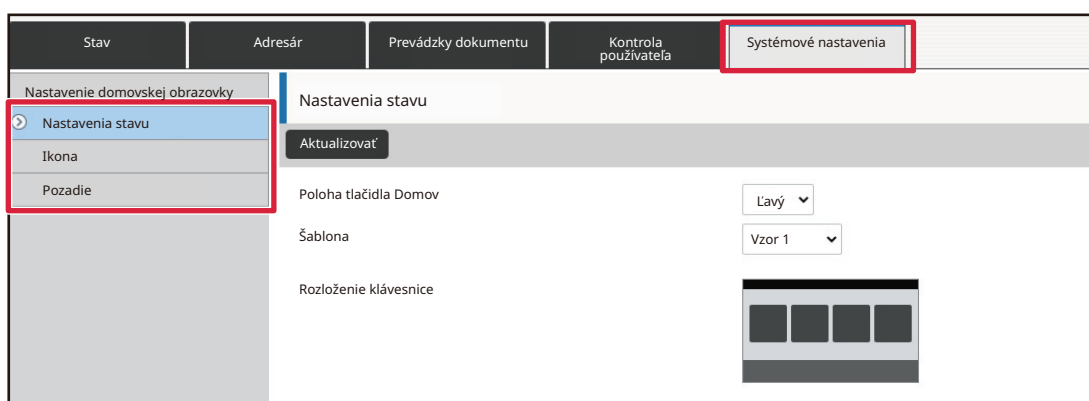 Stav
Adresár
Prevádzky dokumentu
Kontrola
používateľa
Systémové nastavenia
Nastavenie domovskej obrazovky
Nastavenia stavu
Ikona
Pozadie
Nastavenia stavu
Aktualizovať
Poloha tlačidla Domov
Ľavý
Šablona
Vzor 1
Rozloženie klávesnice